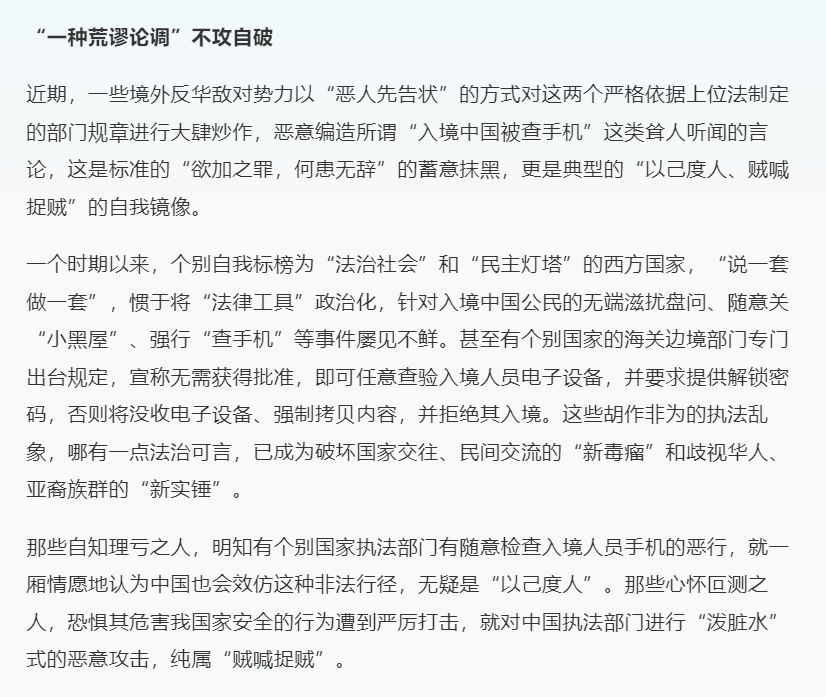 “一种荒谬论调”不攻自破
近期，一些境外反华敌对势力以“恶人先告状”的方式对这两个严格依据上位法制定
的部门规章进行大肆炒作，恶意编造所谓“入境中国被查手机”这类耸人听闻的言
论，这是标准的“欲加之罪，何患无辞”的蓄意抹黑，更是典型的“以己度人、贼喊
捉贼”的自我镜像。
一个时期以来，个别自我标榜为“法治社会”和“民主灯塔”的西方国家，“说一套
做一套”，惯于将“法律工具”政治化，针对入境中国公民的无端滋扰盘问、随意关
“小黑屋”、强行“查手机”等事件屡见不鲜。甚至有个别国家的海关边境部门专门
出台规定，宣称无需获得批准，即可任意查验入境人员电子设备，并要求提供解锁密
码，否则将没收电子设备、强制拷贝内容，并拒绝其入境。这些胡作非为的执法乱
象，哪有一点法治可言，已成为破坏国家交往、民间交流的“新毒瘤”和歧视华人、
亚裔族群的“新实锤”。
那些自知理亏之人，明知有个别国家执法部门有随意检查入境人员手机的恶行，就一
厢情愿地认为中国也会效仿这种非法行径，无疑是“以己度人”。那些心怀叵测之
人，恐惧其危害我国家安全的行为遭到严厉打击，就对中国执法部门进行“泼脏水”
式的恶意攻击，纯属“贼喊捉贼”。